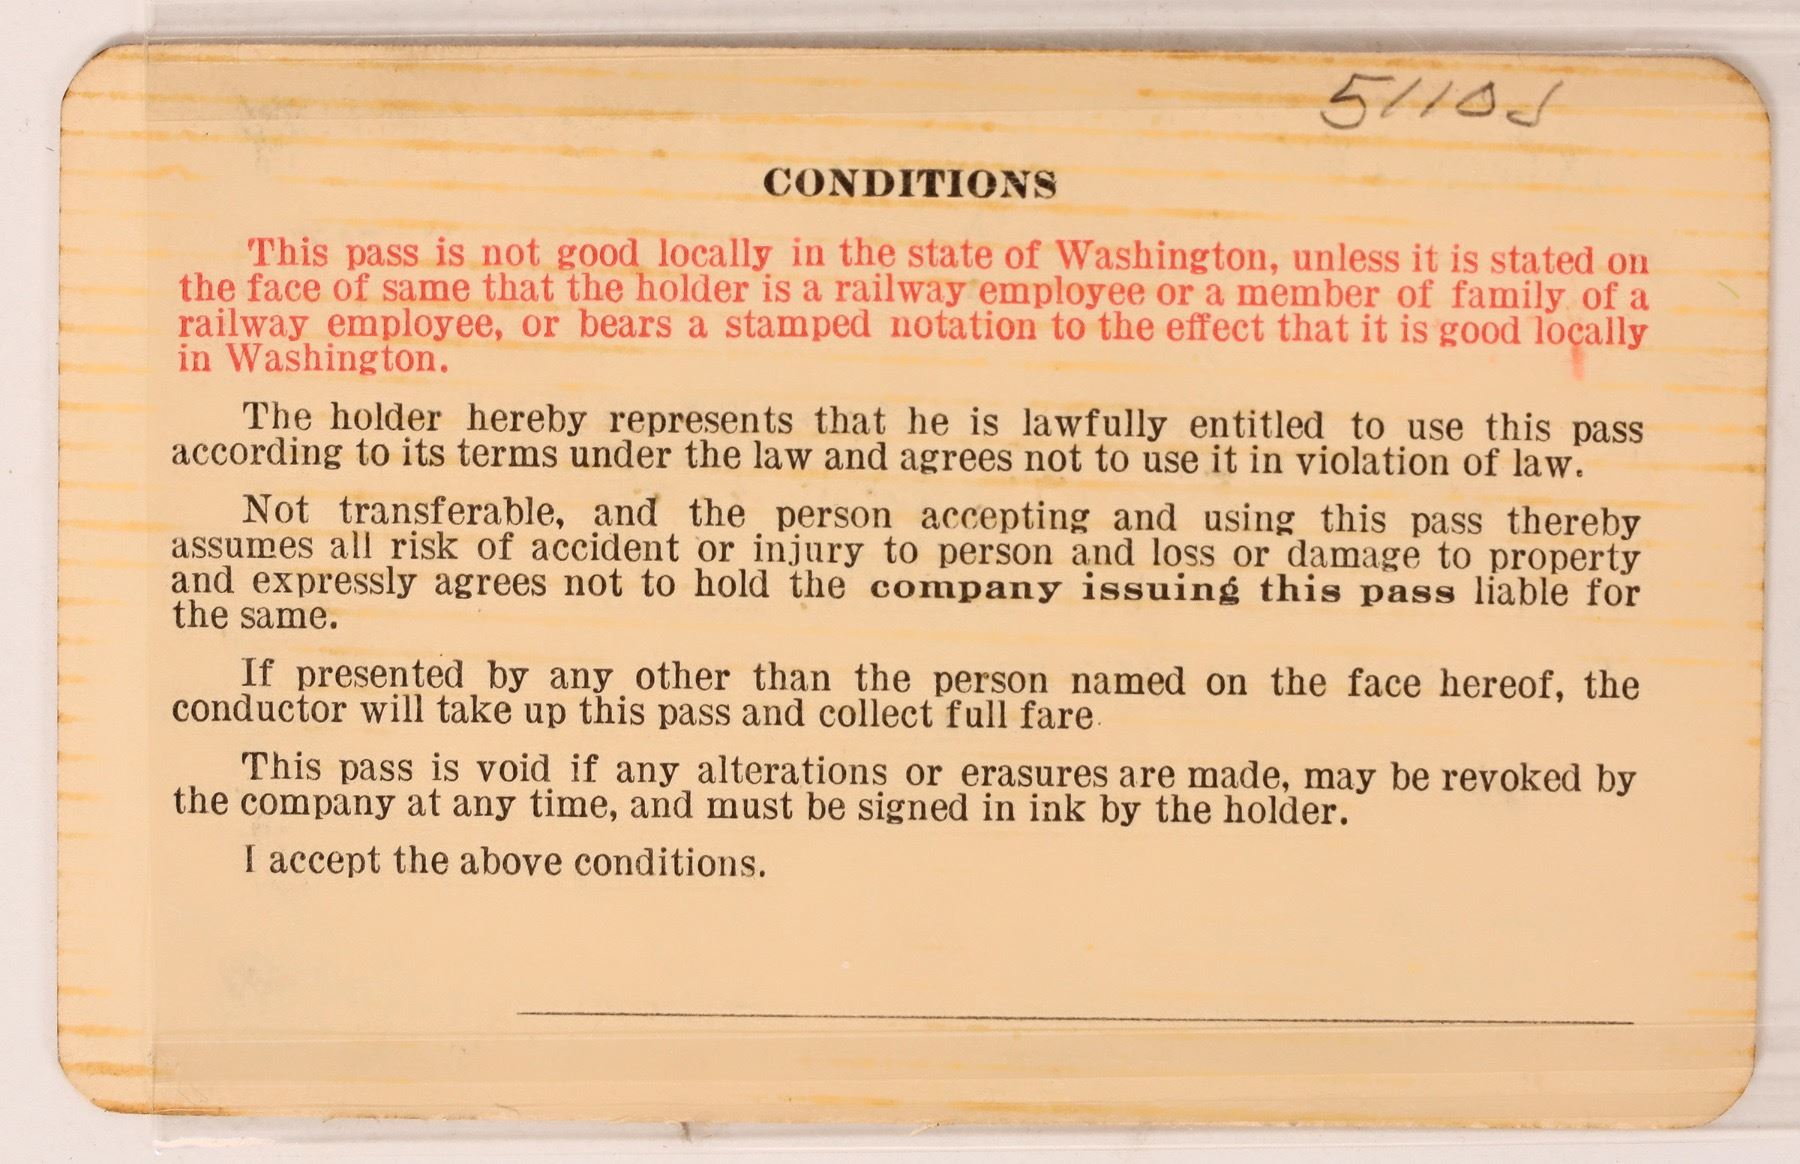 CONDITIONS
This pass is not good locally in the state of Washington, unless it is stated on
the face of same that the holder is a railway employee or a member of family of a
railway employee, or bears a stamped notation to the effect that it is good locally
in Washington.
The holder hereby represents that he is lawfully entitled to use this pass
according to its terms under the law and agrees not to use it in violation of law.
Not transferable, and the person accepting and using this pass thereby
assumes all risk of accident or injury to person and loss or damage to property
and expressly agrees not to hold the company issuing this pass liable for
the same.
If presented by any other than the person named on the face hereof, the
conductor will take up this pass and collect full fare.
This pass is void if any alterations or erasures are made, may be revoked by
the company at any time, and must be signed in ink by the holder.
I accept the above conditions.